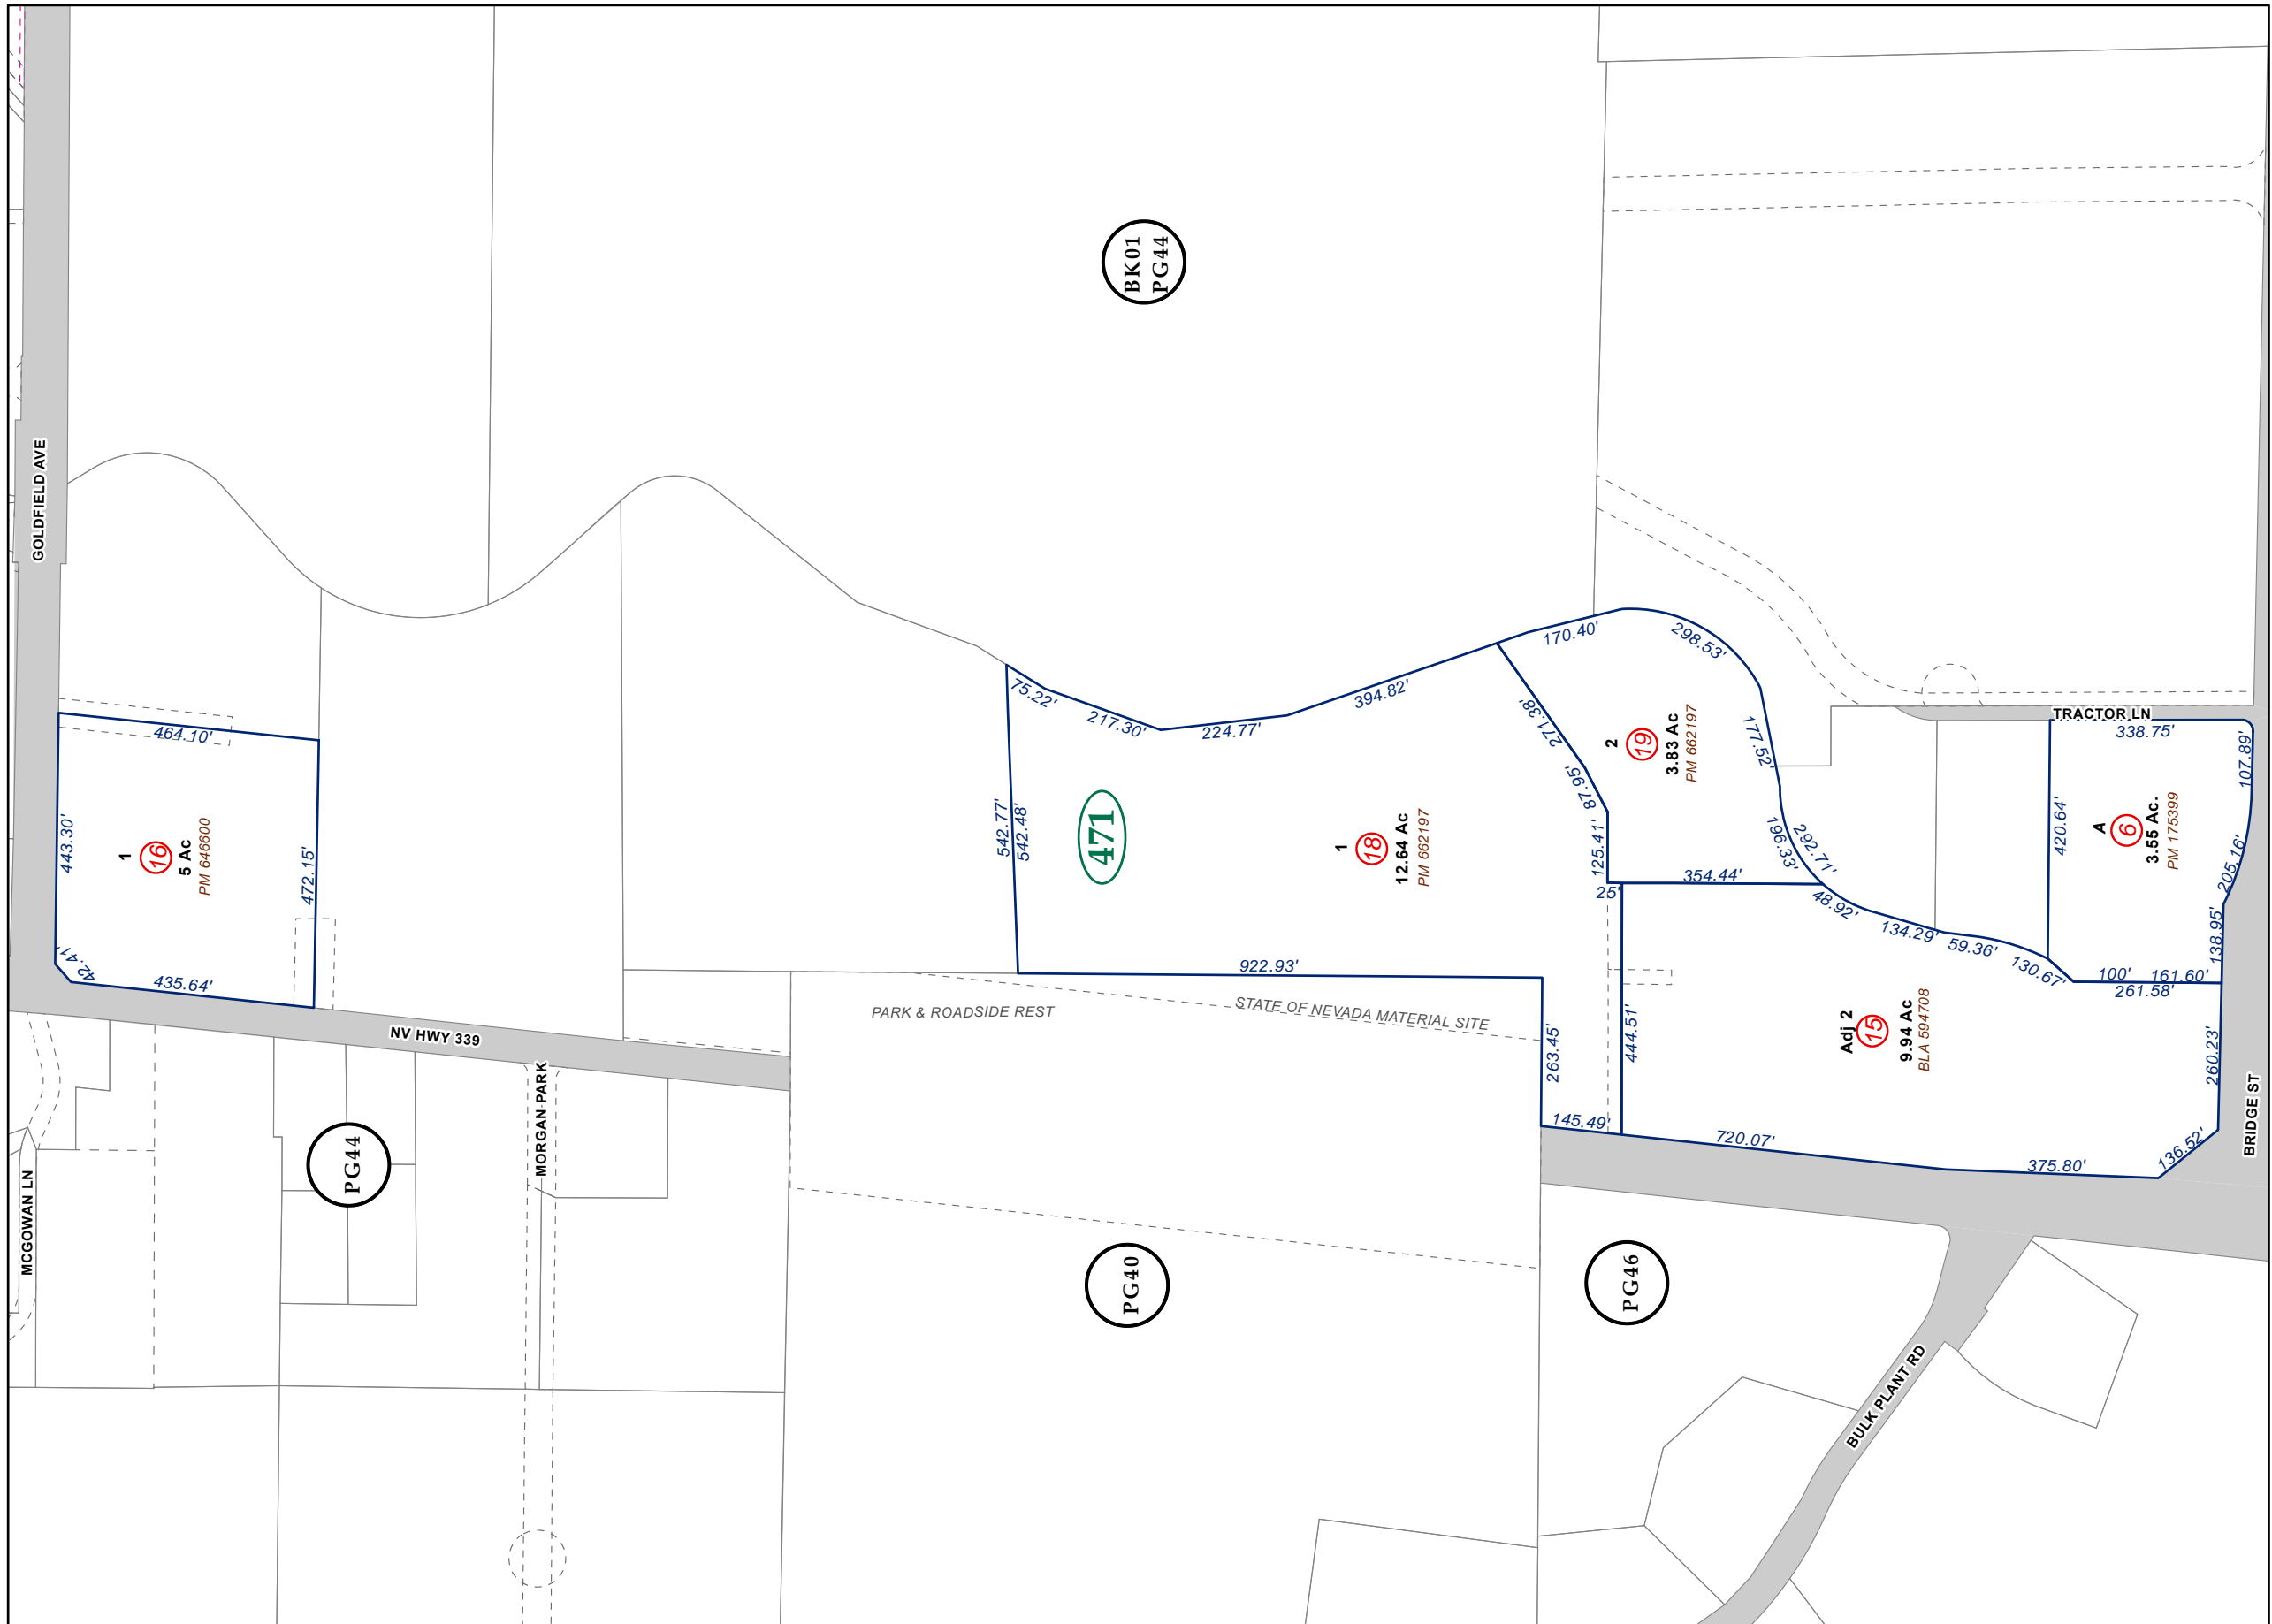 GOLDFIELD AVE
BK01
PG44
464.10'
443.30'
1
16
5 Ac
PM 646600
472.15'
42.41'
435.64'
NV HWY 339
MORGAN PARK
MCGOWAN LN
PG44
75.22'
217.30'
224.77'
394.82'
542.77'
542.48'
471
1
18
12.64 Ac
PM 662197
922.93'
PARK & ROADSIDE REST
STATE OF NEVADA MATERIAL SITE
170.40'
298.53'
271.38'
87.95'
125.41'
2
19
3.83 Ac
PM 662197
177.52'
196.33'
292.71'
354.44'
25'
48.92'
134.29'
59.36'
130.67'
263.45'
145.49'
444.51'
Adj 2
15
9.94 Ac
BLA 594708
720.07'
375.80'
136.52'
260.23'
TRACTOR LN
338.75'
107.89'
420.64'
A
6
3.55 Ac.
PM 175399
205.16'
138.95'
100'
161.60'
261.58'
BRIDGE ST
PG40
PG46
BULK PLANT RD